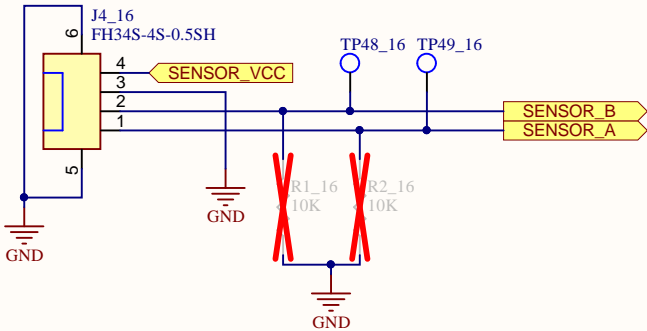 J4_16
FH34S-4S-0.5SH
6
TP48_16 TP49_16
4
SENSOR_VCC
3
2
SENSOR_B
1
SENSOR_A
5
R1_16
10K
R2_16
10K
GND
GND
GND